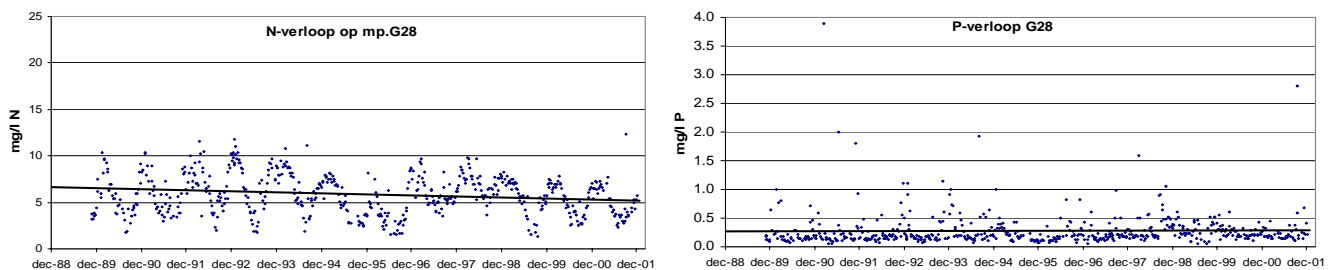 N-verloop op mp.G28
mg/l N
25
20
15
10
5
0
dec-88 dec-89 dec-90 dec-91 dec-92 dec-93 dec-94 dec-95 dec-96 dec-97 dec-98 dec-99 dec-00 dec-01
P-verloop G28
mg/l P
4.0
3.5
3.0
2.5
2.0
1.5
1.0
0.5
0.0
dec-88 dec-89 dec-90 dec-91 dec-92 dec-93 dec-94 dec-95 dec-96 dec-97 dec-98 dec-99 dec-00 dec-01